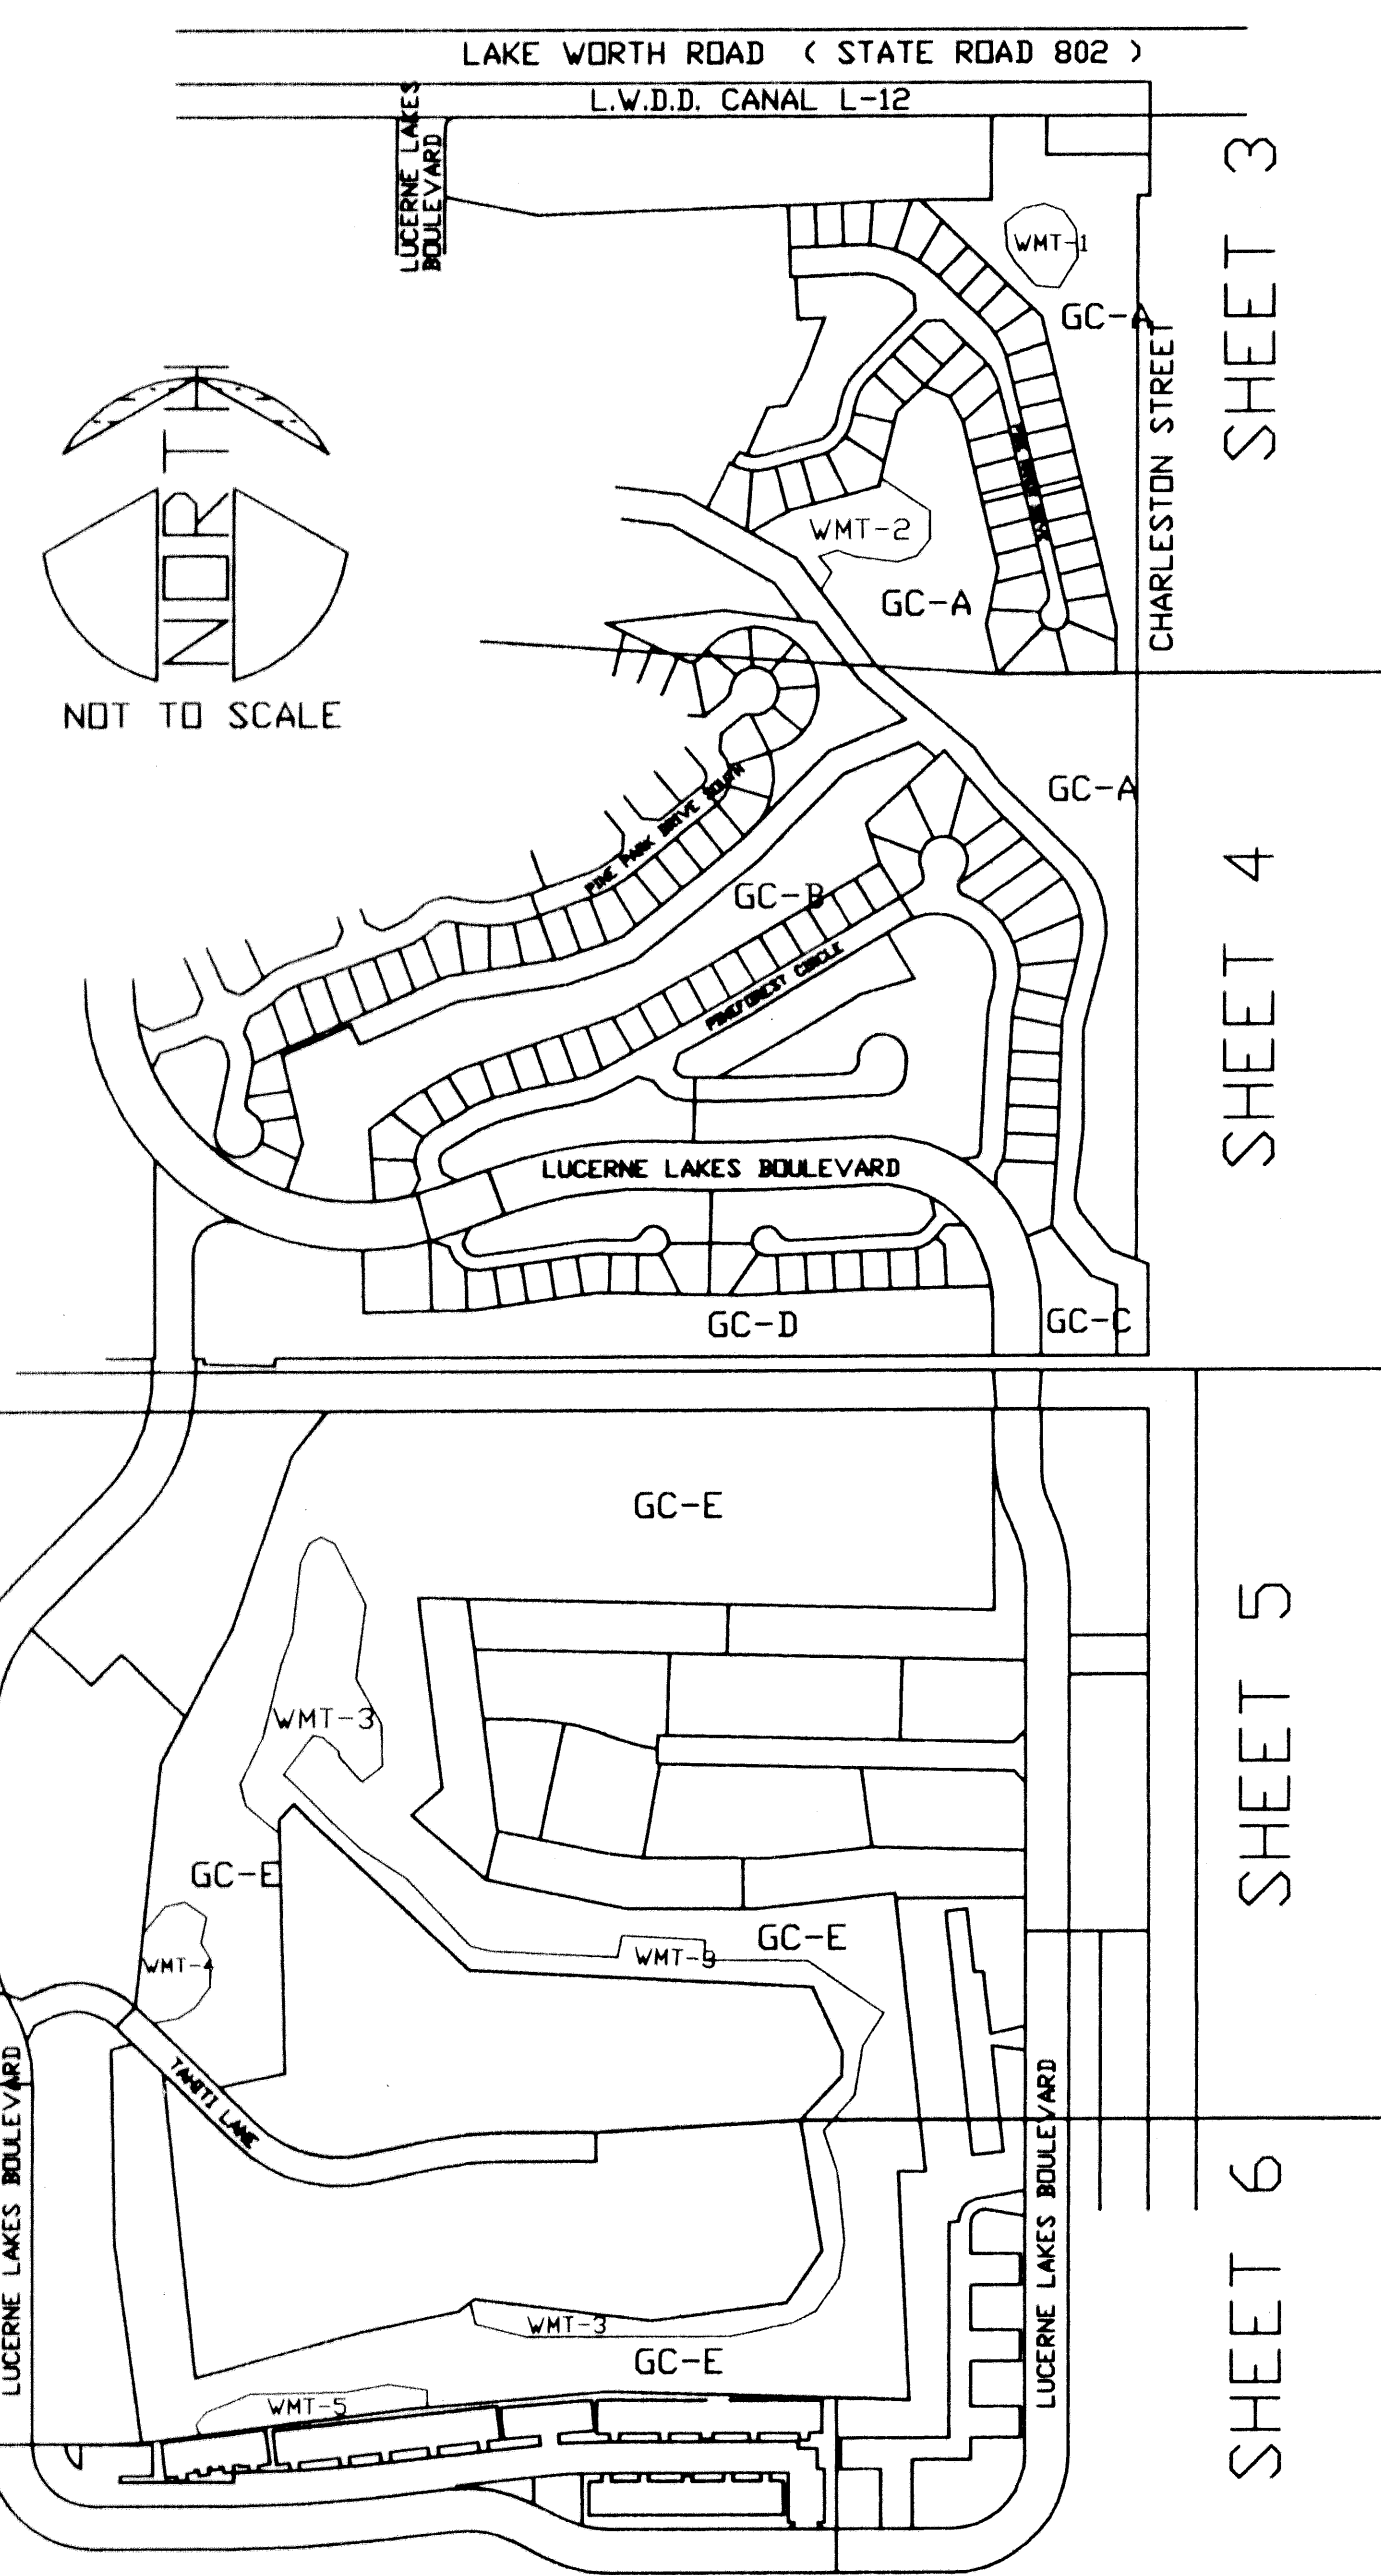 LAKE WORTH ROAD ( STATE ROAD 802 )
L.W.D.D. CANAL L-12
LUCERNE LAKES
BOULEVARD
SHEET 3
WMT-1
GC-A
CHARLESTON STREET
NORTH
NOT TO SCALE
WMT-2
GC-A
GC-A
SHEET 4
PINE PARK DRIVE SOUTH
GC-B
PINEFOREST CIRCLE
LUCERNE LAKES BOULEVARD
GC-D
GC-C
GC-E
SHEET 5
WMT-3
GC-E
GC-E
WMT-4
WMT-3
TAHITI LANE
LUCERNE LAKES BOULEVARD
LUCERNE LAKES BOULEVARD
SHEET 6
WMT-3
GC-E
WMT-5